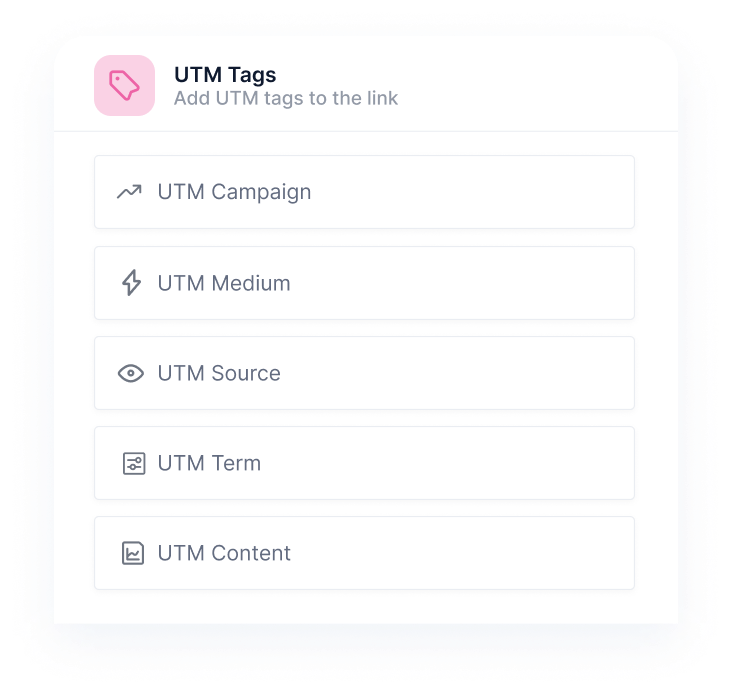 UTM Tags
Add UTM tags to the link
UTM Campaign
UTM Medium
UTM Source
UTM Term
UTM Content